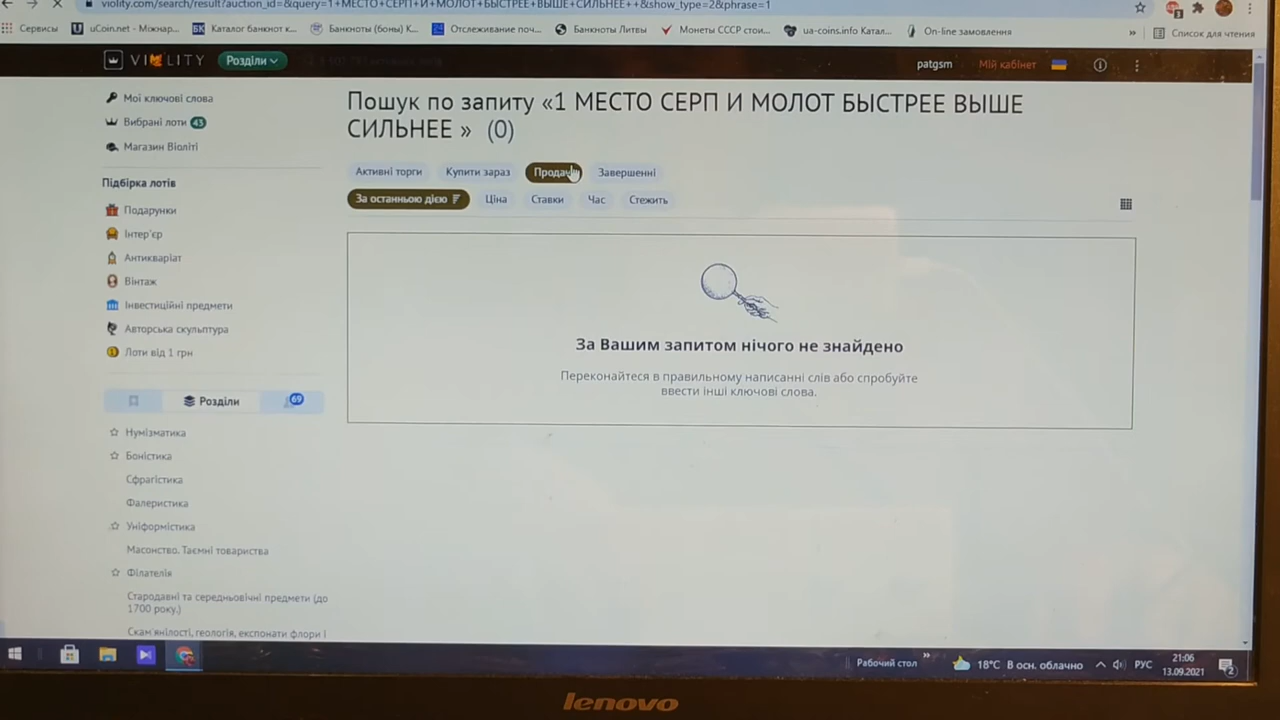 violity.com/search/result?auction_id=&query=1+МЕСТО+СЕРП+И+МОЛОТ+БЫСТРЕЕ+ВЫШЕ+СИЛЬНЕЕ++&show_type=2&phrase=1
Сервисы uCoin.net - Міжнар... Каталог банкнот к... Банкноты (боны) К... Отслеживание поч... Банкноты Литвы Монеты СССР стои... ua-coins.info Катал... On-line замовлення » Список для чтения
VIOLITY Розділи patgsm Мій кабінет
Мої ключові слова
Вибрані лоти 43
Магазин Віоліті
Підбірка лотів
Подарунки
Інтер'єр
Антикваріат
Вінтаж
Інвестиційні предмети
Авторська скульптура
Лоти від 1 грн
Розділи 69
Нумізматика
Боністика
Сфрагістика
Фалеристика
Уніформістика
Масонство. Таємні товариства
Філателія
Стародавні та середньовічні предмети (до
1700 року.)
Скам'янілості, геологія, експонати флори і
Пошук по запиту «1 МЕСТО СЕРП И МОЛОТ БЫСТРЕЕ ВЫШЕ
СИЛЬНЕЕ » (0)
Активні торги Купити зараз Завершенні
За останньою дією Ціна Ставки Час Стежить
За Вашим запитом нічого не знайдено
Переконайтеся в правильному написанні слів або спробуйте
ввести інші ключові слова.
Рабочий стол » 18°C В осн. облачно РУС 21:06
13.09.2021 2
lenovo